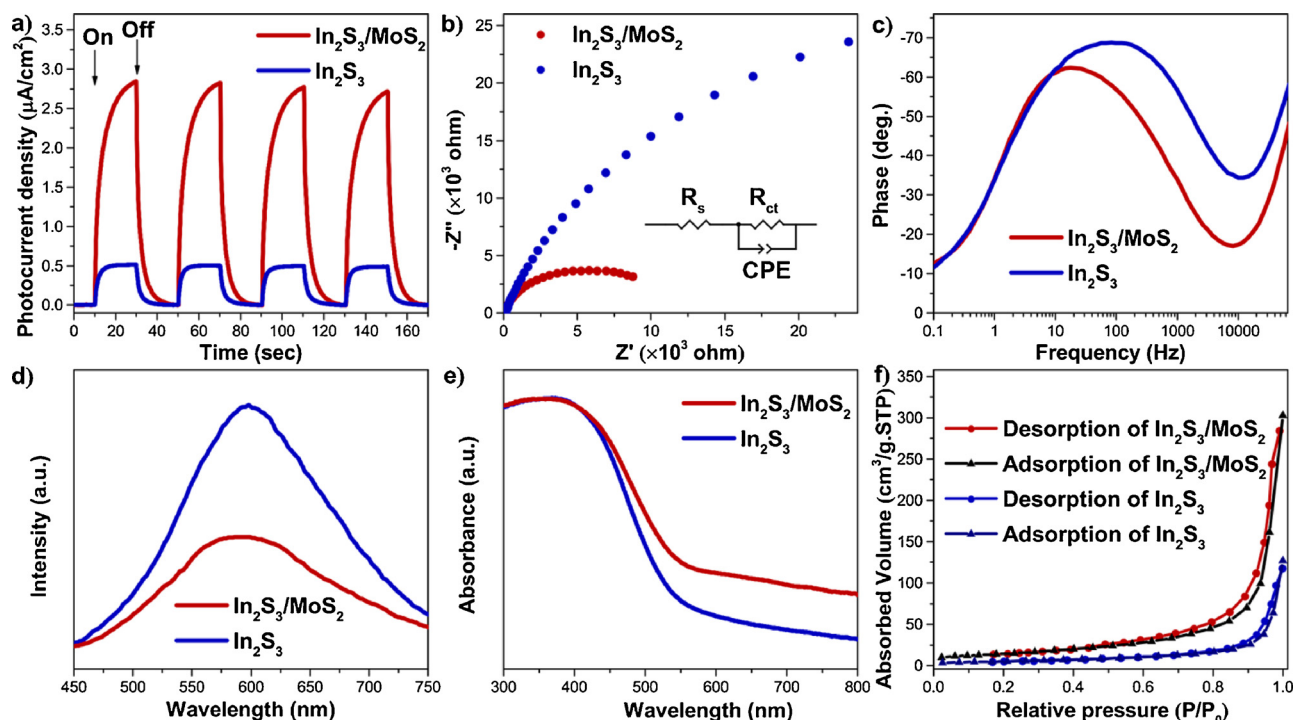 a)
3.5
3.0
2.5
2.0
1.5
1.0
0.5
0.0
Photocurrent density (µA/cm²)
On
Off
In₂S₃/MoS₂
In₂S₃
0 20 40 60 80 100 120 140 160
Time (sec)
b)
-25
25
20
15
10
5
0
-Z'' (×10³ ohm)
In₂S₃/MoS₂
In₂S₃
Rₛ
R꜀ₜ
CPE
0 5 10 15 20
Z' (×10³ ohm)
c)
-70
-60
-50
-40
-30
-20
-10
Phase (deg.)
In₂S₃/MoS₂
In₂S₃
0.1 1 10 100 1000 10000
Frequency (Hz)
d)
Intensity (a.u.)
In₂S₃/MoS₂
In₂S₃
450 500 550 600 650 700 750
Wavelength (nm)
e)
Absorbance (a.u.)
In₂S₃/MoS₂
In₂S₃
300 400 500 600 700 800
Wavelength (nm)
f)
350
300
250
200
150
100
50
0
Absorbed Volume (cm³/g.STP)
Desorption of In₂S₃/MoS₂
Adsorption of In₂S₃/MoS₂
Desorption of In₂S₃
Adsorption of In₂S₃
0.0 0.2 0.4 0.6 0.8 1.0
Relative pressure (P/P₀)